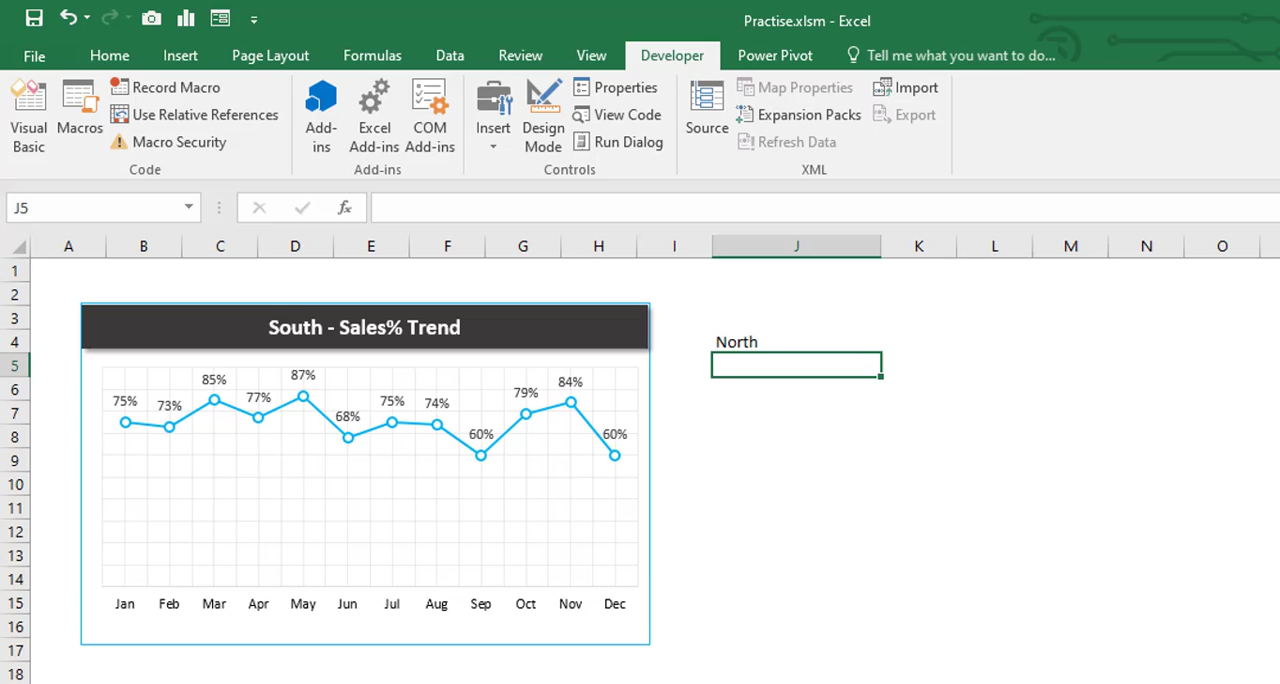 Practise.xlsm - Excel
File Home Insert Page Layout Formulas Data Review View Developer Power Pivot Tell me what you want to do...
Visual Basic
Macros
Record Macro
Use Relative References
Macro Security
Code
Add-ins
Excel Add-ins
COM Add-ins
Add-ins
Insert
Design Mode
Properties
View Code
Run Dialog
Controls
Source
Map Properties
Expansion Packs
Refresh Data
Import
Export
XML
J5
fx
A B C D E F G H I J K L M N O
1
2
3
4
5
6
7
8
9
10
11
12
13
14
15
16
17
18
South - Sales% Trend
75% 73% 85% 77% 87% 68% 75% 74% 60% 79% 84% 60%
Jan Feb Mar Apr May Jun Jul Aug Sep Oct Nov Dec
North